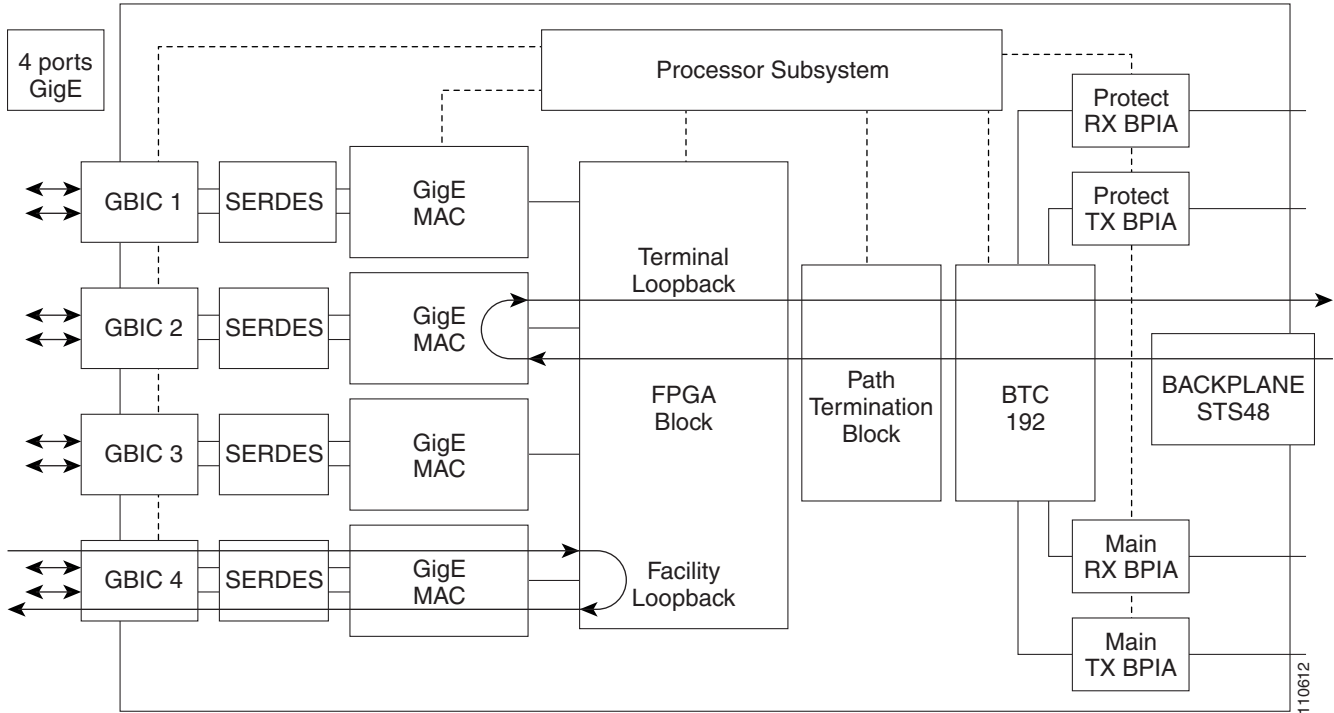 4 ports
GigE
Processor Subsystem
Protect
RX BPIA
GBIC 1
SERDES
GigE
MAC
Protect
TX BPIA
Terminal
Loopback
GBIC 2
SERDES
GigE
MAC
FPGA
Block
Path
Termination
Block
BTC
192
BACKPLANE
STS48
GBIC 3
SERDES
GigE
MAC
GBIC 4
SERDES
GigE
MAC
Facility
Loopback
Main
RX BPIA
Main
TX BPIA
110612